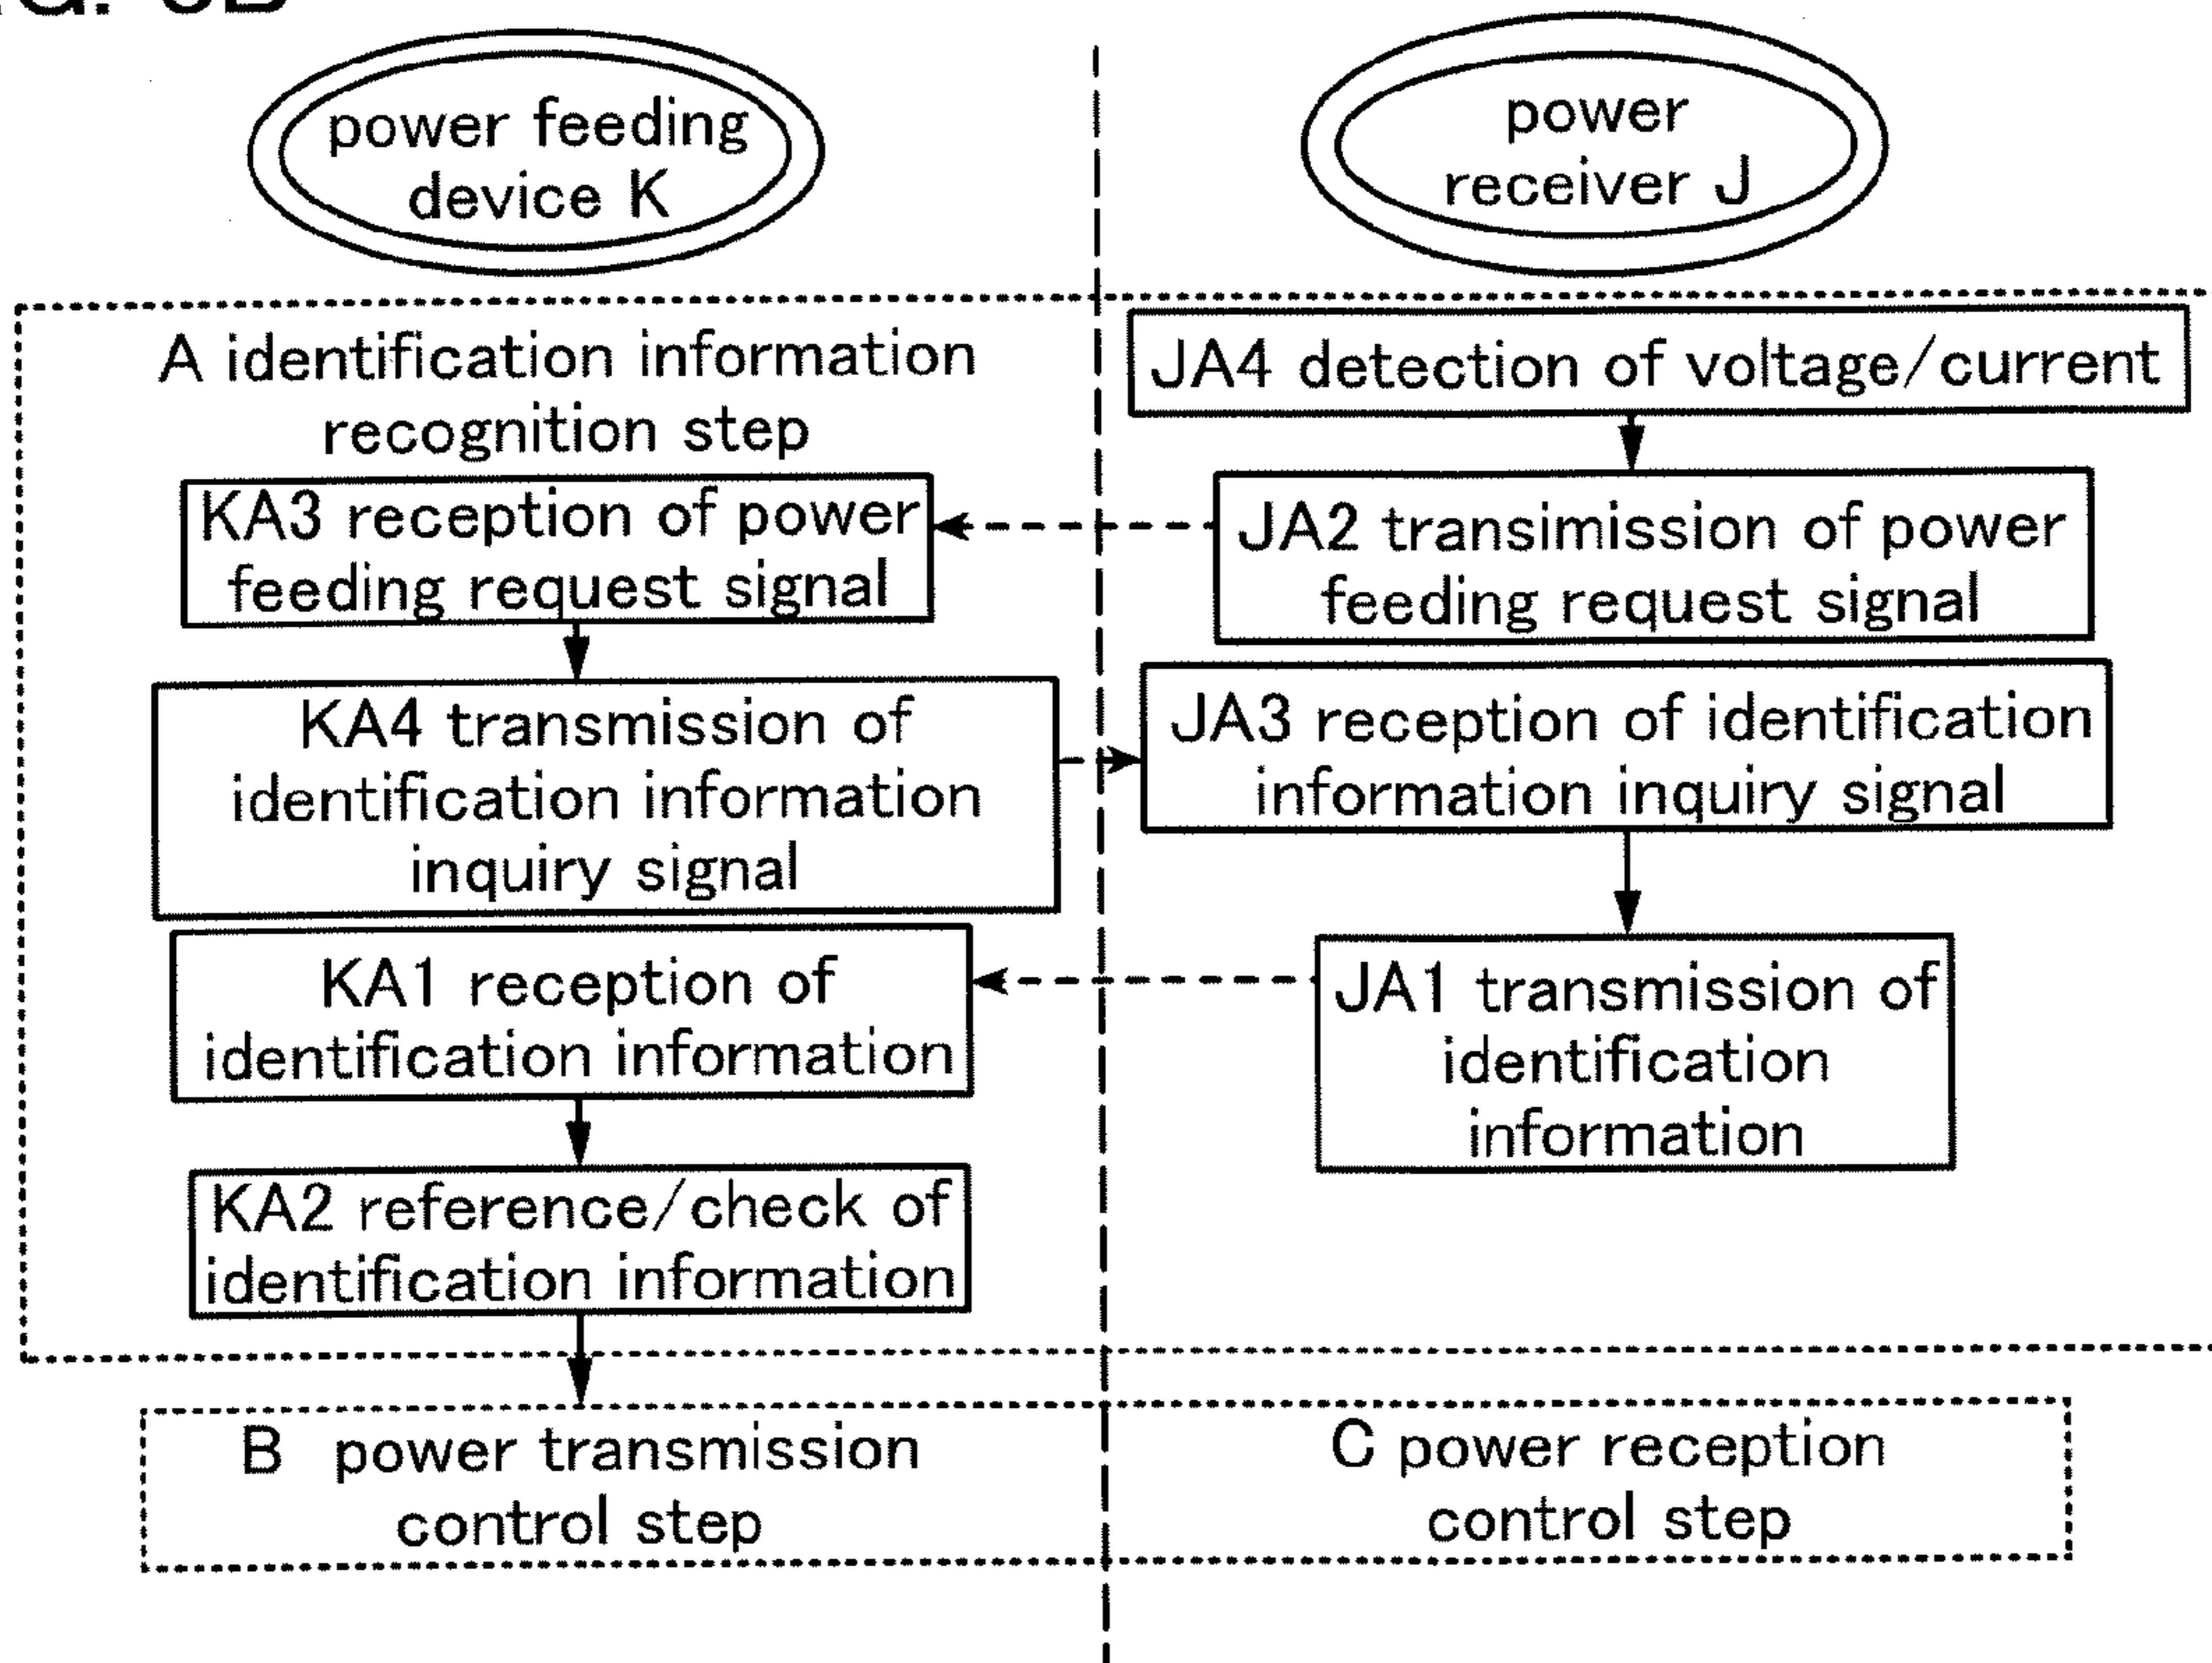 power feeding
device K
power
receiver J
A identification information
recognition step
JA4 detection of voltage/current
KA3 reception of power
feeding request signal
JA2 transimission of power
feeding request signal
KA4 transmission of
identification information
inquiry signal
JA3 reception of identification
information inquiry signal
KA1 reception of
identification information
JA1 transmission of
identification
information
KA2 reference/check of
identification information
B power transmission
control step
C power reception
control step